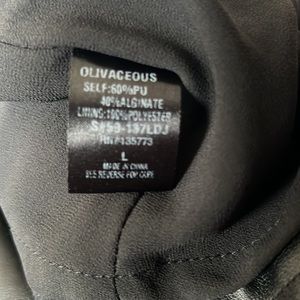 OLIVACEOUS
SELF:60%PU
40%ALGINATE
LINING:100%POLYESTER
RN#135773
L
MADE IN CHINA
SEE REVERSE FOR CARE